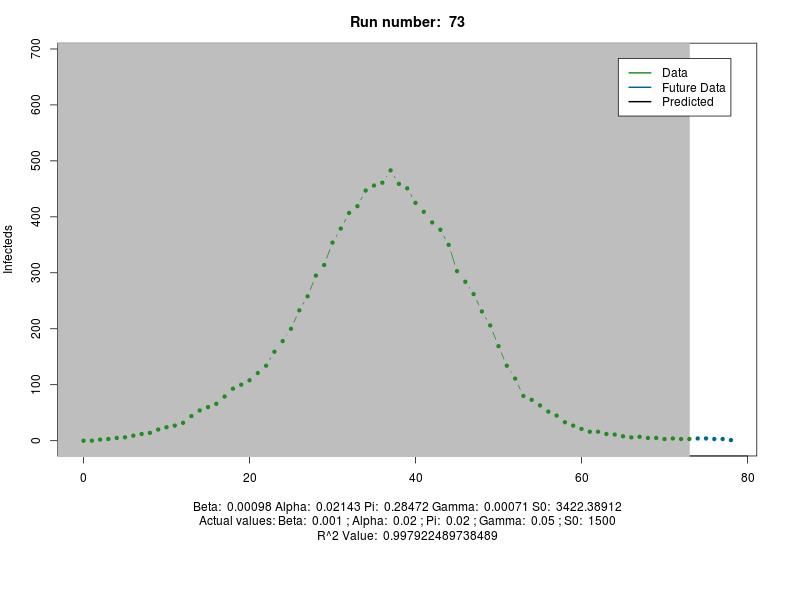 Run number:  73
700
600
500
400
300
200
100
0
Infecteds
Data
Future Data
Predicted
0 20 40 60 80
Beta:  0.00098 Alpha:  0.02143 Pi:  0.28472 Gamma:  0.00071 S0:  3422.38912
Actual values: Beta:  0.001 ; Alpha:  0.02 ; Pi:  0.02 ; Gamma:  0.05 ; S0:  1500
R^2 Value:  0.997922489738489